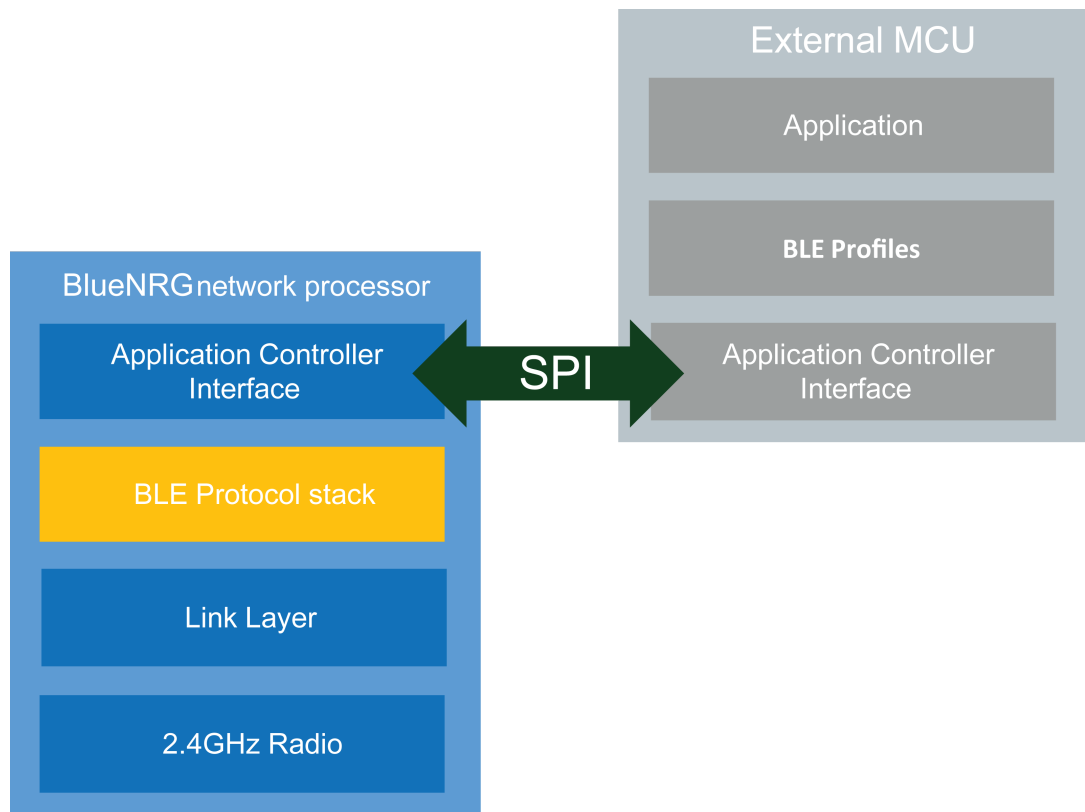 External MCU
Application
BLE Profiles
Application Controller
Interface
BlueNRG network processor
Application Controller
Interface
SPI
BLE Protocol stack
Link Layer
2.4GHz Radio